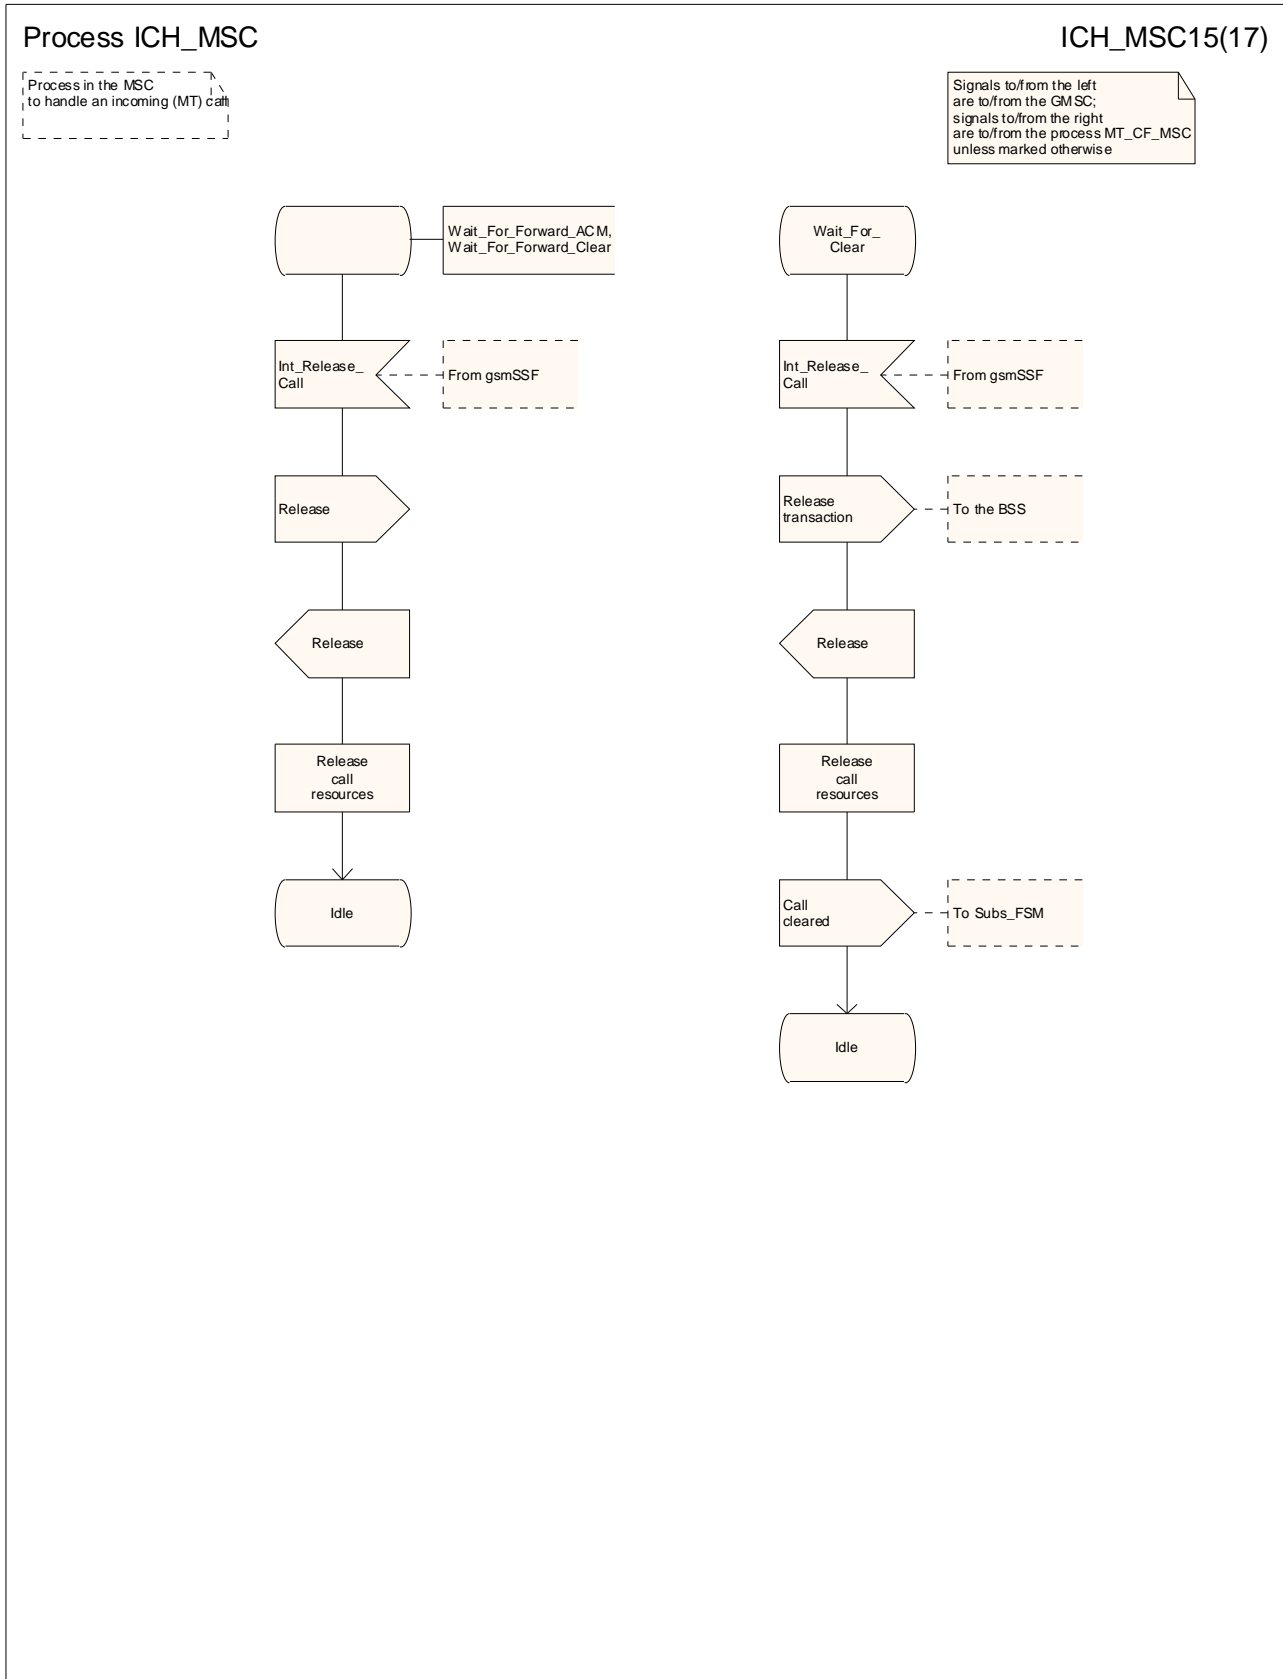 Process ICH_MSC
ICH_MSC15(17)
Process in the MSC
to handle an incoming (MT) call
Signals to/from the left
are to/from the GMSC;
signals to/from the right
are to/from the process MT_CF_MSC
unless marked otherwise
Wait_For_Forward_ACM,
Wait_For_Forward_Clear
Int_Release_
Call
From gsmSSF
Release
Release
Release
call
resources
Idle
Wait_For_
Clear
Int_Release_
Call
From gsmSSF
Release
transaction
To the BSS
Release
Release
call
resources
Call
cleared
To Subs_FSM
Idle